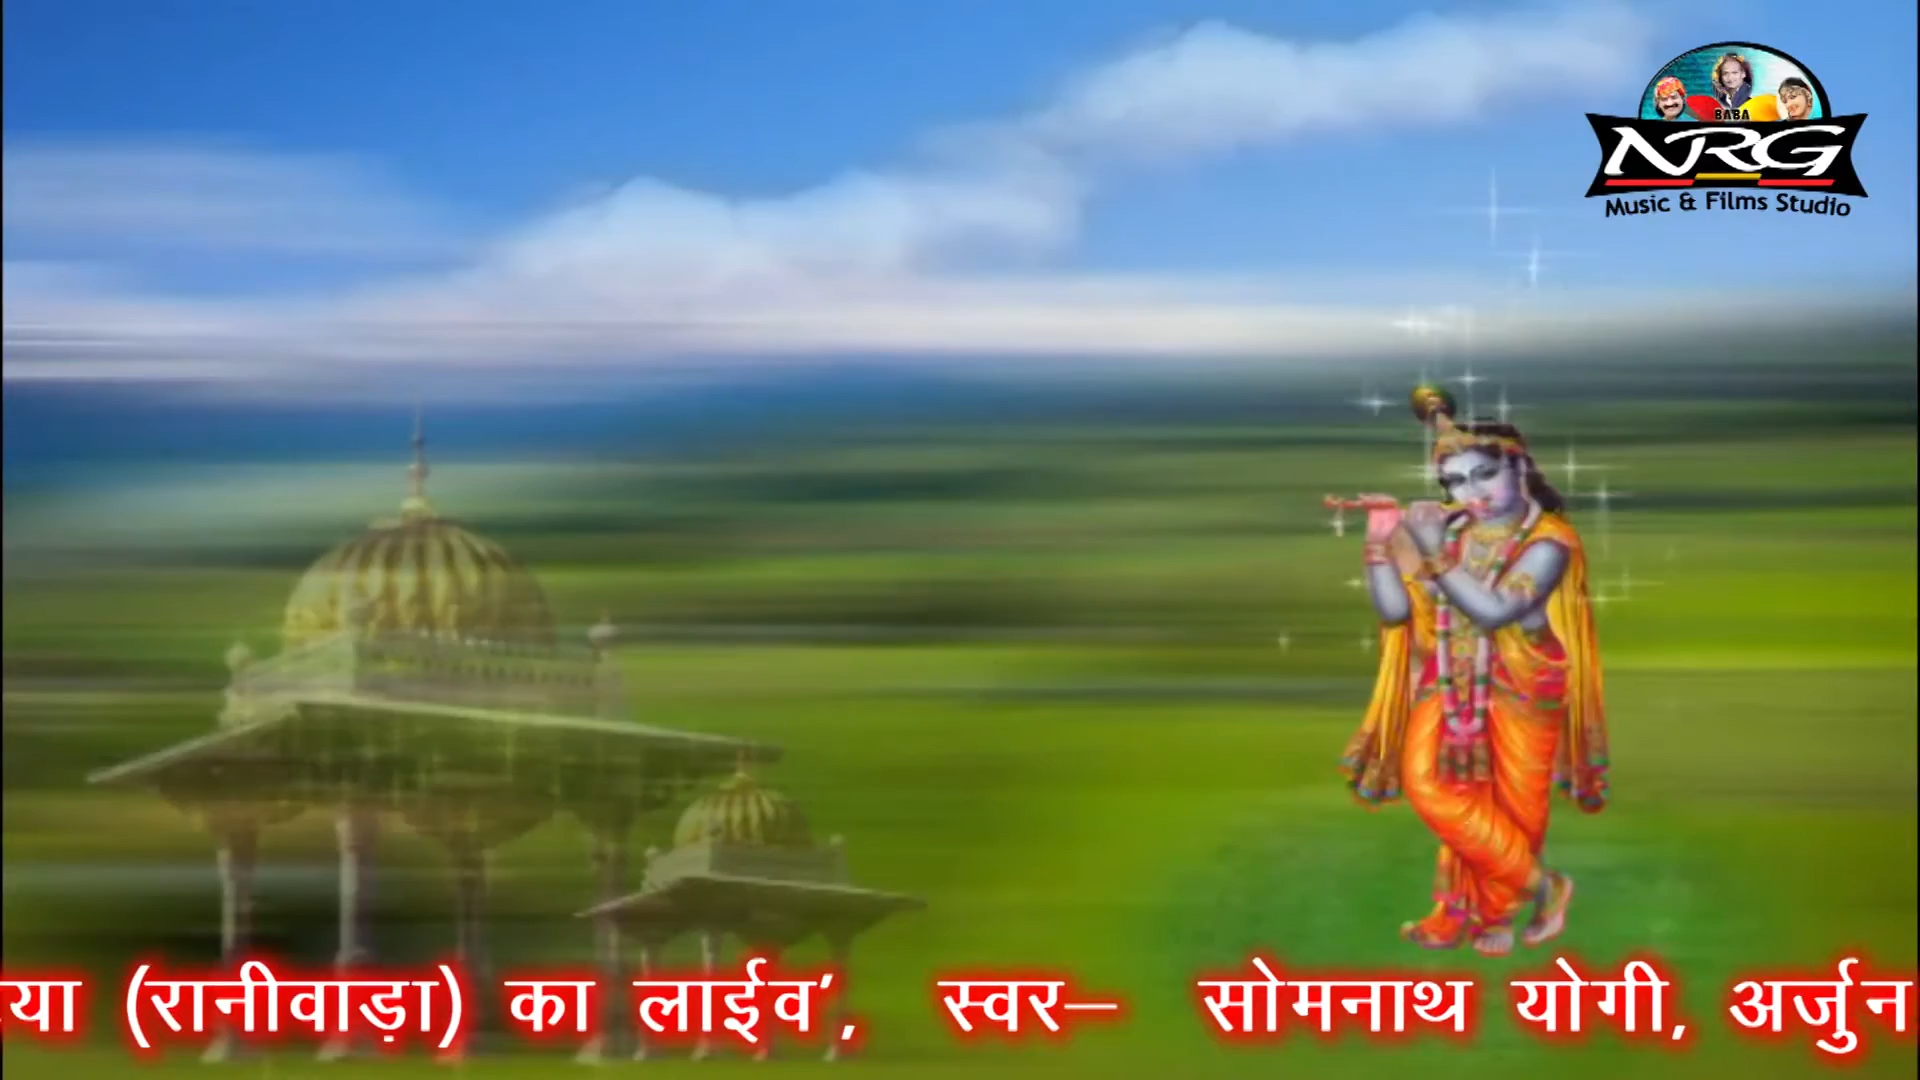 BABA
NRG
Music & Films Studio
या (रानीवाड़ा) का लाईव’, स्वर– सोमनाथ योगी, अर्जुन